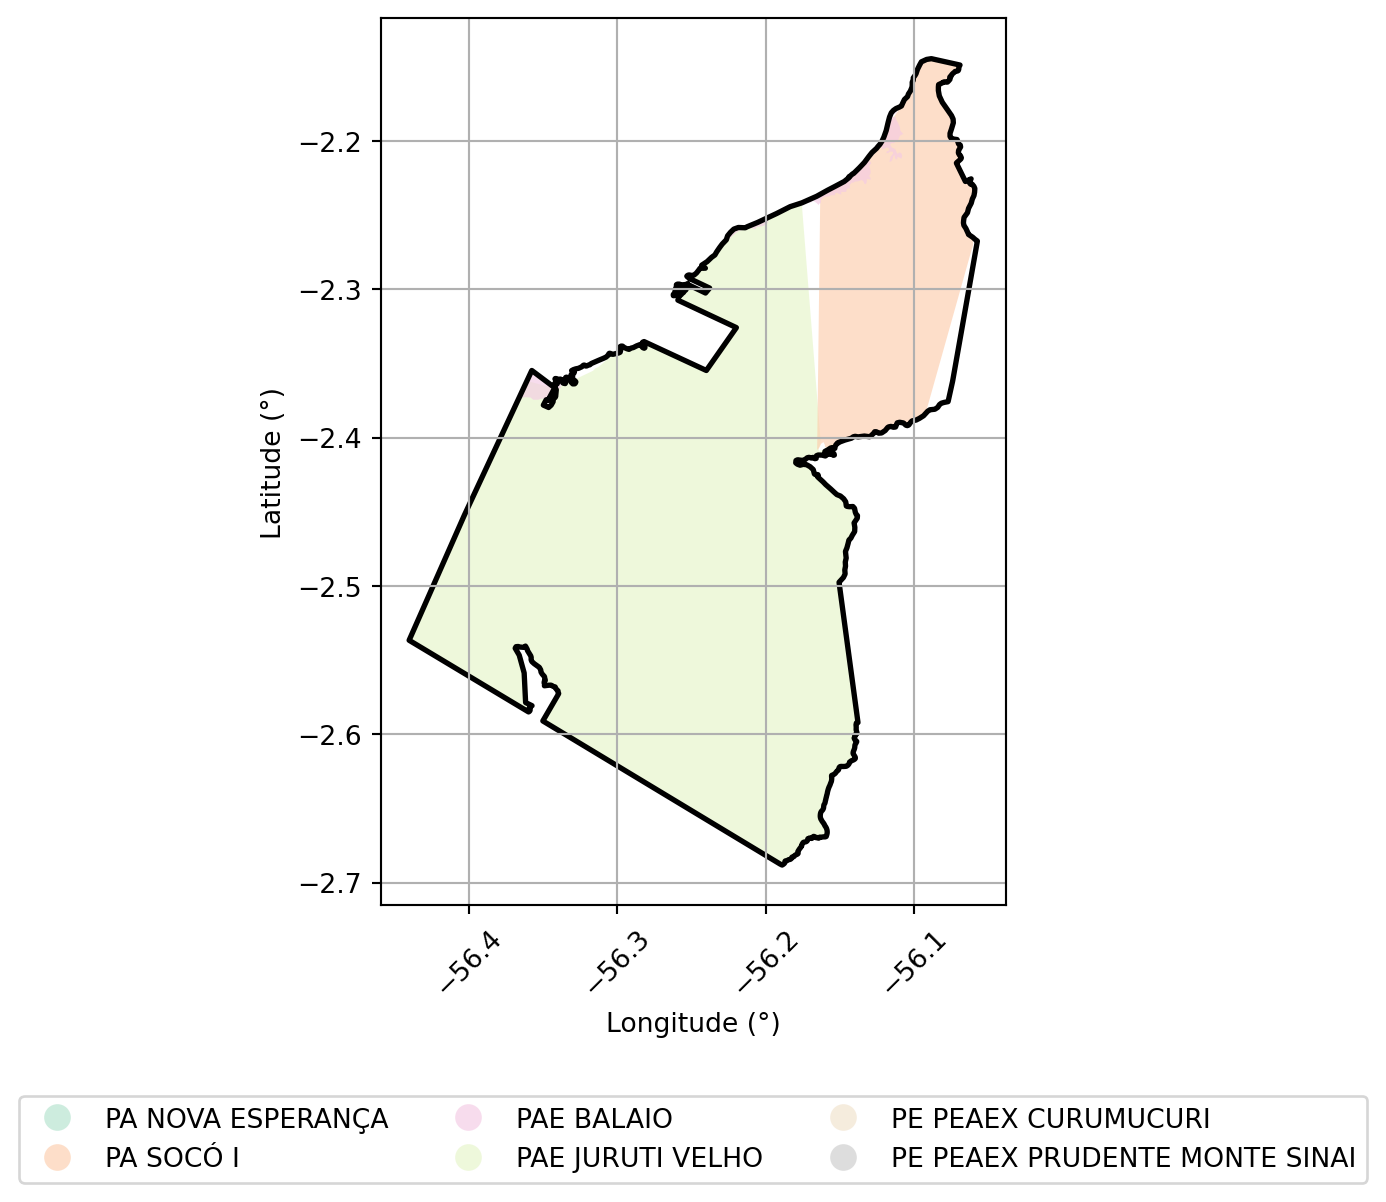 −2.2
−2.3
−2.4
−2.5
−2.6
−2.7
Latitude (°)
−56.4 −56.3 −56.2 −56.1
Longitude (°)
PA NOVA ESPERANÇA PAE BALAIO PE PEAEX CURUMUCURI
PA SOCÓ I PAE JURUTI VELHO PE PEAEX PRUDENTE MONTE SINAI